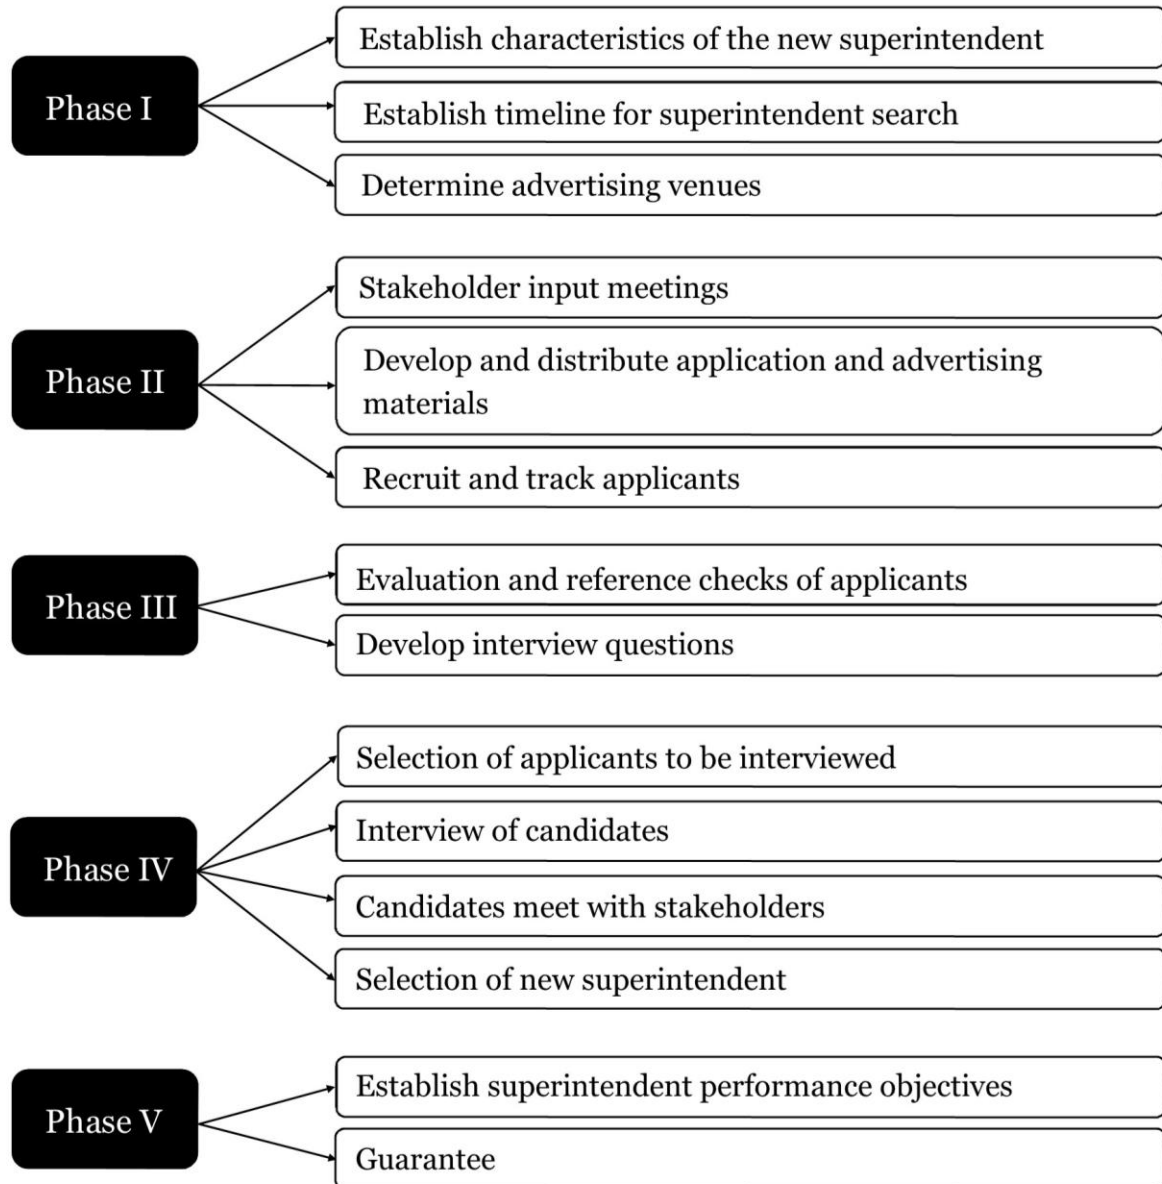 Phase I
Establish characteristics of the new superintendent
Establish timeline for superintendent search
Determine advertising venues
Phase II
Stakeholder input meetings
Develop and distribute application and advertising
materials
Recruit and track applicants
Phase III
Evaluation and reference checks of applicants
Develop interview questions
Phase IV
Selection of applicants to be interviewed
Interview of candidates
Candidates meet with stakeholders
Selection of new superintendent
Phase V
Establish superintendent performance objectives
Guarantee